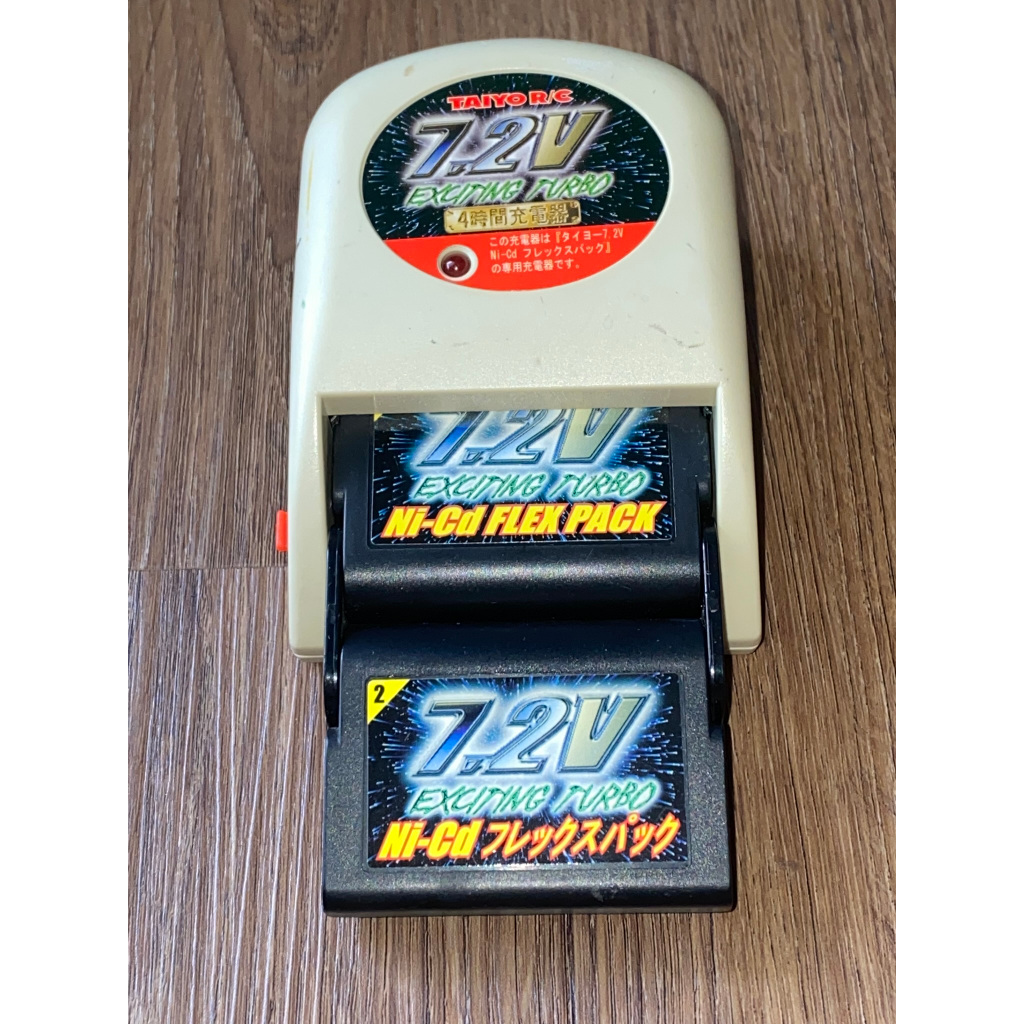 TAIYO R/C
7.2V
EXCITING TURBO
4時間充電器
この充電器は『タイヨー7.2V
Ni-Cd フレックスパック』
の専用充電器です。
7.2V
EXCITING TURBO
Ni-Cd FLEX PACK
2
7.2V
EXCITING TURBO
Ni-Cd フレックスパック